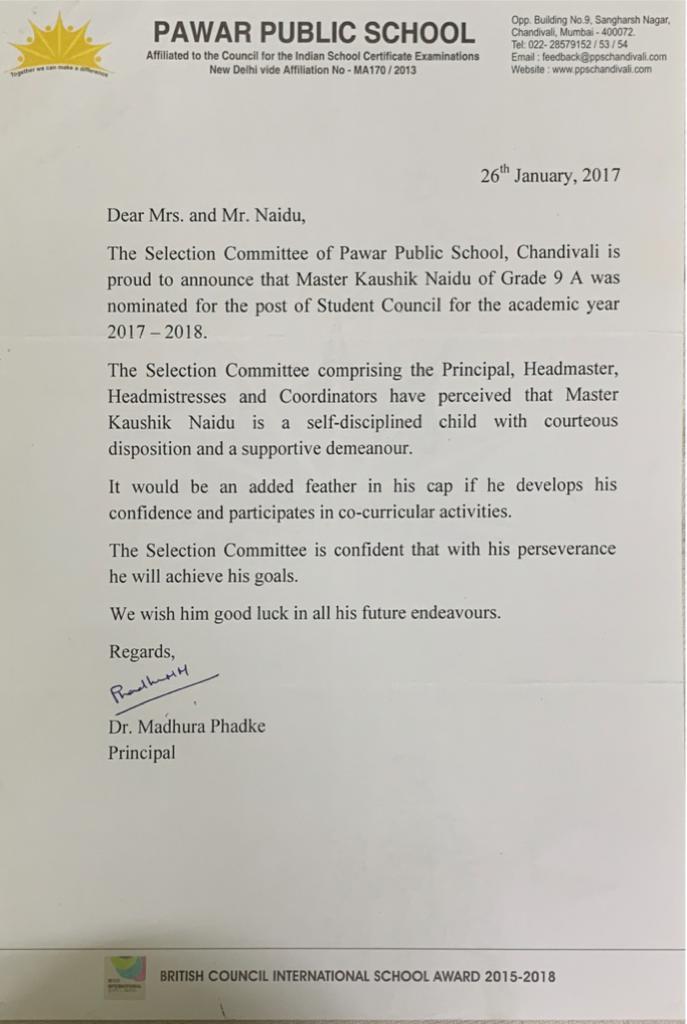 PAWAR PUBLIC SCHOOL
Affiliated to the Council for the Indian School Certificate Examinations
New Delhi vide Affiliation No - MA170 / 2013
Together we can make a difference
Opp. Building No.9, Sangharsh Nagar,
Chandivali, Mumbai - 400072.
Tel: 022- 28579152 / 53 / 54
Email : feedback@ppschandivali.com
Website : www.ppschandivali.com
26th January, 2017
Dear Mrs. and Mr. Naidu,
The Selection Committee of Pawar Public School, Chandivali is
proud to announce that Master Kaushik Naidu of Grade 9 A was
nominated for the post of Student Council for the academic year
2017 – 2018.
The Selection Committee comprising the Principal, Headmaster,
Headmistresses and Coordinators have perceived that Master
Kaushik Naidu is a self-disciplined child with courteous
disposition and a supportive demeanour.
It would be an added feather in his cap if he develops his
confidence and participates in co-curricular activities.
The Selection Committee is confident that with his perseverance
he will achieve his goals.
We wish him good luck in all his future endeavours.
Regards,
Dr. Madhura Phadke
Principal
BRITISH COUNCIL INTERNATIONAL SCHOOL AWARD 2015-2018